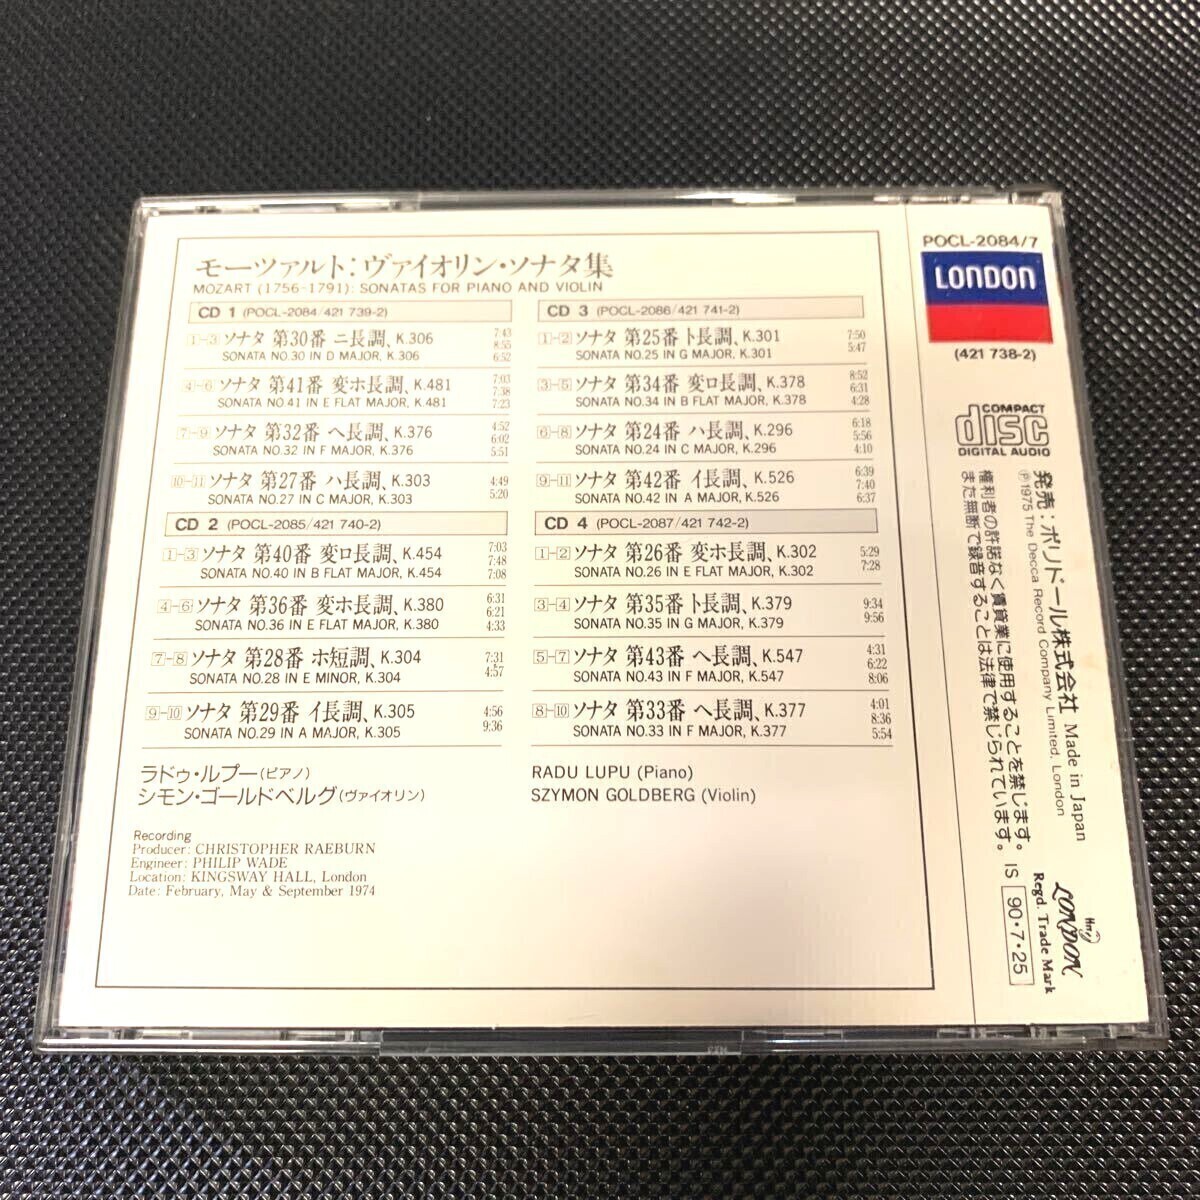 モーツァルト:ヴァイオリン・ソナタ集
MOZART (1756-1791): SONATAS FOR PIANO AND VIOLIN
CD 1 (POCL-2084/421 739-2)
1-3 ソナタ 第30番 ニ長調、K.306 7:43
SONATA NO.30 IN D MAJOR, K.306 8:55
6:52
4-6 ソナタ 第41番 変ホ長調、K.481 7:03
7:38
SONATA NO.41 IN E FLAT MAJOR, K.481 7:23
7-9 ソナタ 第32番 ヘ長調、K.376 4:52
6:02
SONATA NO.32 IN F MAJOR, K.376 5:51
10-11 ソナタ 第27番 ハ長調、K.303 4:49
SONATA NO.27 IN C MAJOR, K.303 5:20
CD 2 (POCL-2085/421 740-2)
1-3 ソナタ 第40番 変ロ長調、K.454 7:03
7:48
SONATA NO.40 IN B FLAT MAJOR, K.454 7:08
4-6 ソナタ 第36番 変ホ長調、K.380 6:31
6:21
SONATA NO.36 IN E FLAT MAJOR, K.380 4:33
7-8 ソナタ 第28番 ホ短調、K.304 7:31
SONATA NO.28 IN E MINOR, K.304 4:57
9-10 ソナタ 第29番 イ長調、K.305 4:56
SONATA NO.29 IN A MAJOR, K.305 9:36
CD 3 (POCL-2086/421 741-2)
1-2 ソナタ 第25番 ト長調、K.301 7:50
SONATA NO.25 IN G MAJOR, K.301 5:47
3-5 ソナタ 第34番 変ロ長調、K.378 8:52
6:31
SONATA NO.34 IN B FLAT MAJOR, K.378 4:28
6-8 ソナタ 第24番 ハ長調、K.296 6:18
5:56
SONATA NO.24 IN C MAJOR, K.296 4:10
9-11 ソナタ 第42番 イ長調、K.526 6:39
7:40
SONATA NO.42 IN A MAJOR, K.526 6:37
CD 4 (POCL-2087/421 742-2)
1-2 ソナタ 第26番 変ホ長調、K.302 5:29
SONATA NO.26 IN E FLAT MAJOR, K.302 7:28
3-4 ソナタ 第35番 ト長調、K.379 9:34
SONATA NO.35 IN G MAJOR, K.379 9:56
5-7 ソナタ 第43番 ヘ長調、K.547 4:31
6:22
SONATA NO.43 IN F MAJOR, K.547 8:06
8-10 ソナタ 第33番 ヘ長調、K.377 4:01
8:36
SONATA NO.33 IN F MAJOR, K.377 5:54
ラドゥ・ルプー(ピアノ)
シモン・ゴールドベルグ(ヴァイオリン)
RADU LUPU (Piano)
SZYMON GOLDBERG (Violin)
Recording
Producer: CHRISTOPHER RAEBURN
Engineer: PHILIP WADE
Location: KINGSWAY HALL, London
Date: February, May & September 1974
POCL-2084/7
LONDON
(421 738-2)
COMPACT
disc
DIGITAL AUDIO
発売:ポリドール株式会社 Made in Japan
℗1975 The Decca Record Company Limited, London
権利者の許諾なく賃貸業に使用することを禁じます。
また無断で録音することは法律で禁じられています。 IS 90・7・25
LONDON
Regd. Trade Mark